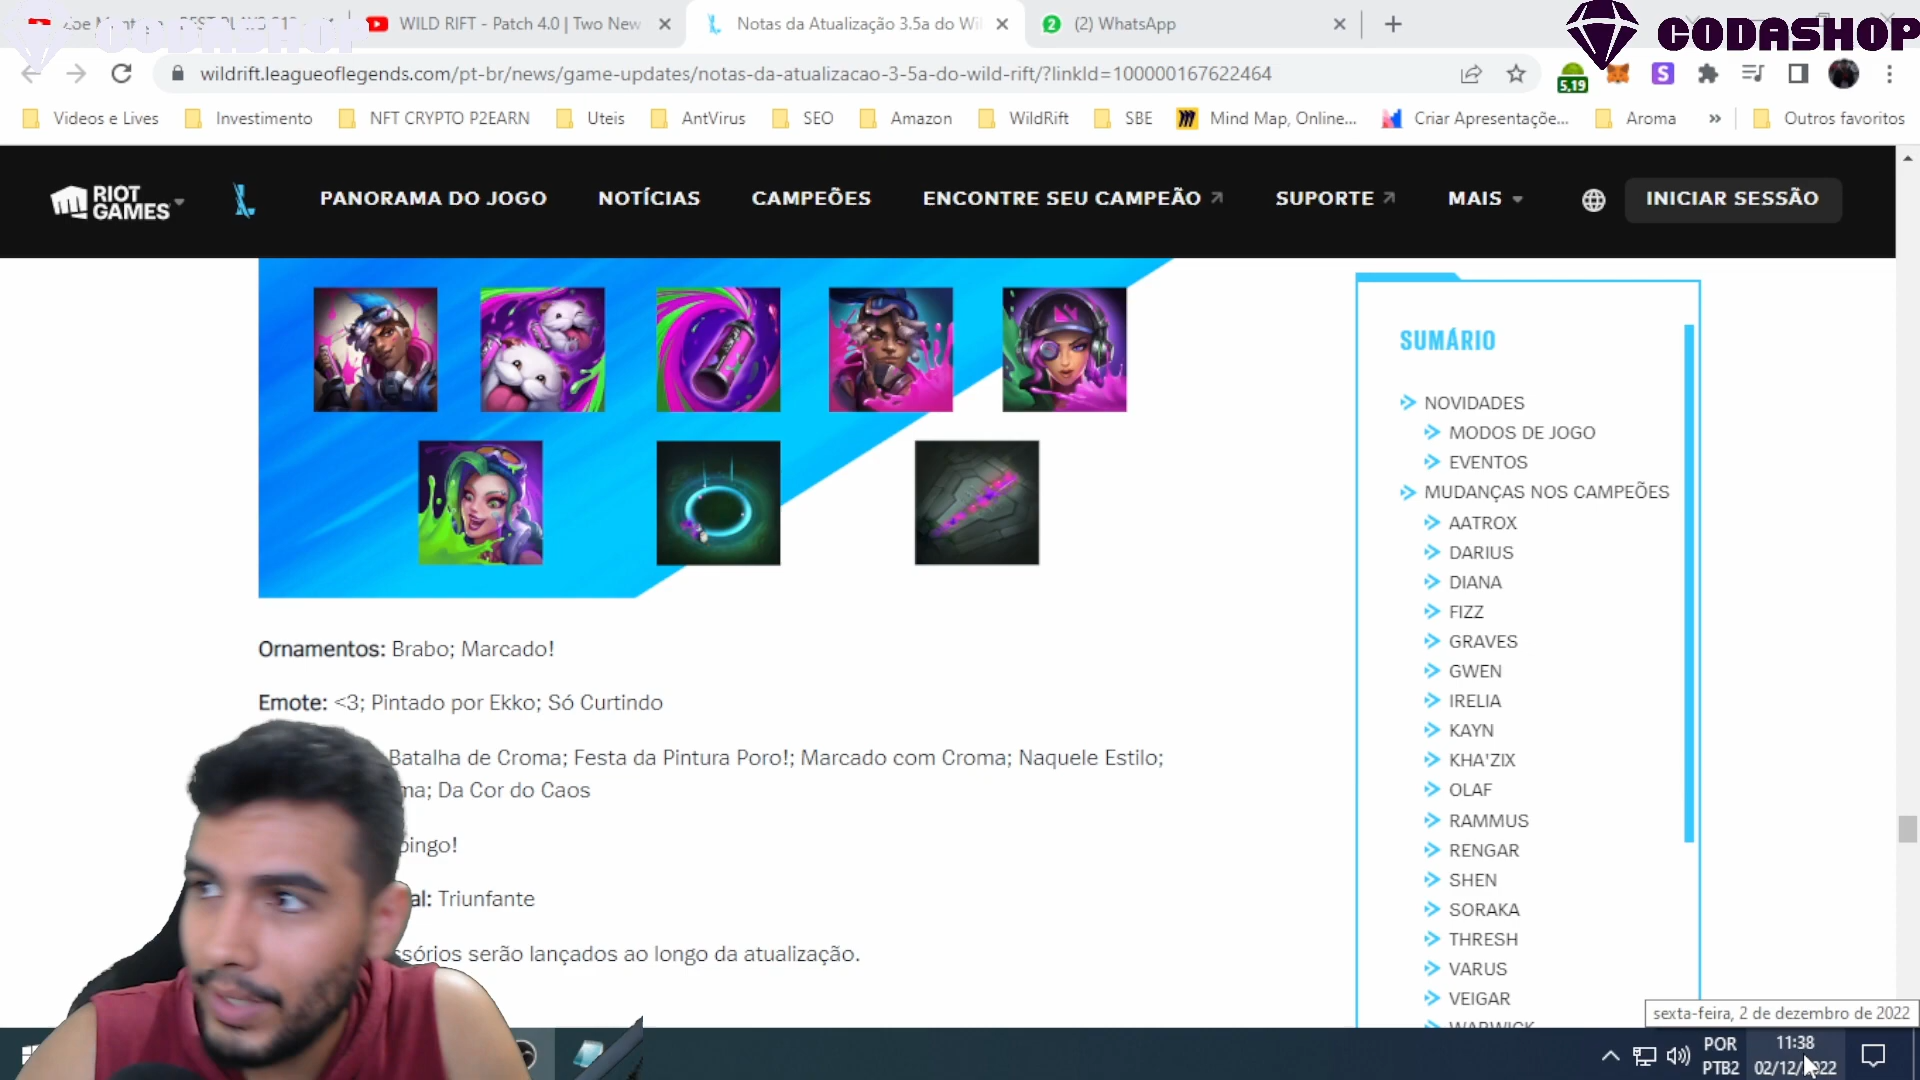 WILD RIFT - Patch 4.0 | Two New
Notas da Atualização 3.5a do Wi
(2) WhatsApp
CODASHOP
wildrift.leagueoflegends.com/pt-br/news/game-updates/notas-da-atualizacao-3-5a-do-wild-rift/?linkId=100000167622464
5,19
Videos e Lives
Investimento
NFT CRYPTO P2EARN
Uteis
AntVirus
SEO
Amazon
WildRift
SBE
Mind Map, Online...
Criar Apresentaçõe...
Aroma
Outros favoritos
RIOT GAMES
PANORAMA DO JOGO
NOTÍCIAS
CAMPEÕES
ENCONTRE SEU CAMPEÃO
SUPORTE
MAIS
INICIAR SESSÃO
Ornamentos: Brabo; Marcado!
Emote: <3; Pintado por Ekko; Só Curtindo
Batalha de Croma; Festa da Pintura Poro!; Marcado com Croma; Naquele Estilo;
ma; Da Cor do Caos
pingo!
al: Triunfante
ssórios serão lançados ao longo da atualização.
SUMÁRIO
NOVIDADES
MODOS DE JOGO
EVENTOS
MUDANÇAS NOS CAMPEÕES
AATROX
DARIUS
DIANA
FIZZ
GRAVES
GWEN
IRELIA
KAYN
KHA'ZIX
OLAF
RAMMUS
RENGAR
SHEN
SORAKA
THRESH
VARUS
VEIGAR
WARWICK
sexta-feira, 2 de dezembro de 2022
POR
PTB2
11:38
02/12/2022